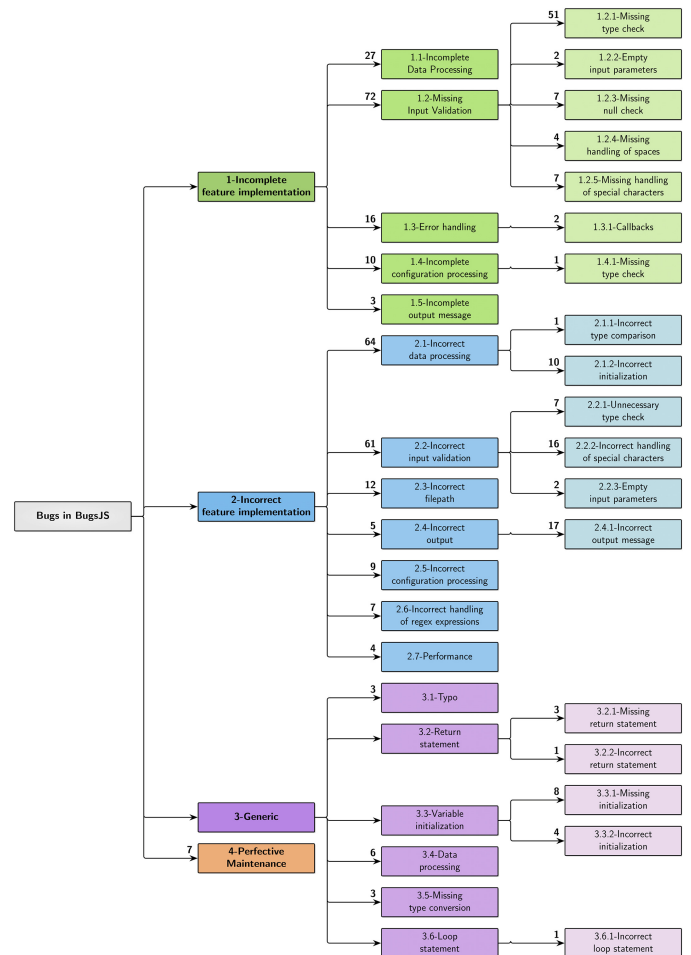 Bugs in BugsJS
1-Incomplete
feature implementation
27
1.1-Incomplete
Data Processing
72
1.2-Missing
Input Validation
51
1.2.1-Missing
type check
2
1.2.2-Empty
input parameters
7
1.2.3-Missing
null check
4
1.2.4-Missing
handling of spaces
7
1.2.5-Missing handling
of special characters
16
1.3-Error handling
2
1.3.1-Callbacks
10
1.4-Incomplete
configuration processing
1
1.4.1-Missing
type check
3
1.5-Incomplete
output message
2-Incorrect
feature implementation
64
2.1-Incorrect
data processing
1
2.1.1-Incorrect
type comparison
10
2.1.2-Incorrect
initialization
61
2.2-Incorrect
input validation
7
2.2.1-Unnecessary
type check
16
2.2.2-Incorrect handling
of special characters
2
2.2.3-Empty
input parameters
12
2.3-Incorrect
filepath
5
2.4-Incorrect
output
17
2.4.1-Incorrect
output message
9
2.5-Incorrect
configuration processing
7
2.6-Incorrect handling
of regex expressions
4
2.7-Performance
3-Generic
3
3.1-Typo
3.2-Return
statement
3
3.2.1-Missing
return statement
1
3.2.2-Incorrect
return statement
3.3-Variable
initialization
8
3.3.1-Missing
initialization
4
3.3.2-Incorrect
initialization
6
3.4-Data
processing
3
3.5-Missing
type conversion
3.6-Loop
statement
1
3.6.1-Incorrect
loop statement
7
4-Perfective
Maintenance